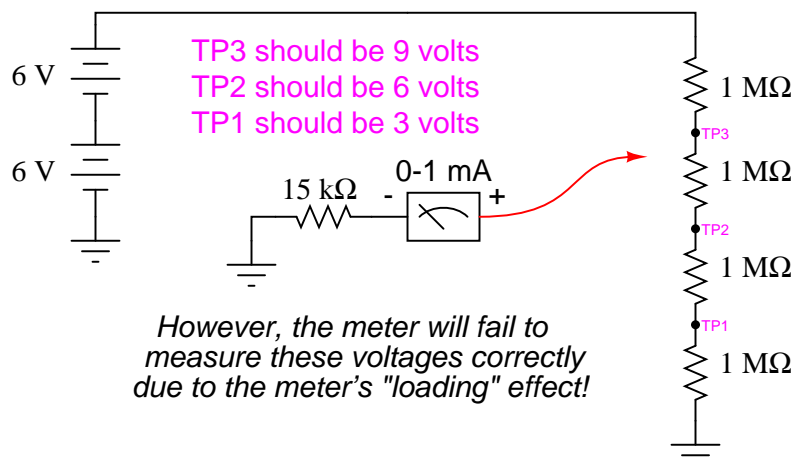 TP3 should be 9 volts
TP2 should be 6 volts
TP1 should be 3 volts
6 V
6 V
0-1 mA
15 kΩ
-
+
1 MΩ
TP3
1 MΩ
TP2
1 MΩ
TP1
1 MΩ
However, the meter will fail to
measure these voltages correctly
due to the meter's "loading" effect!